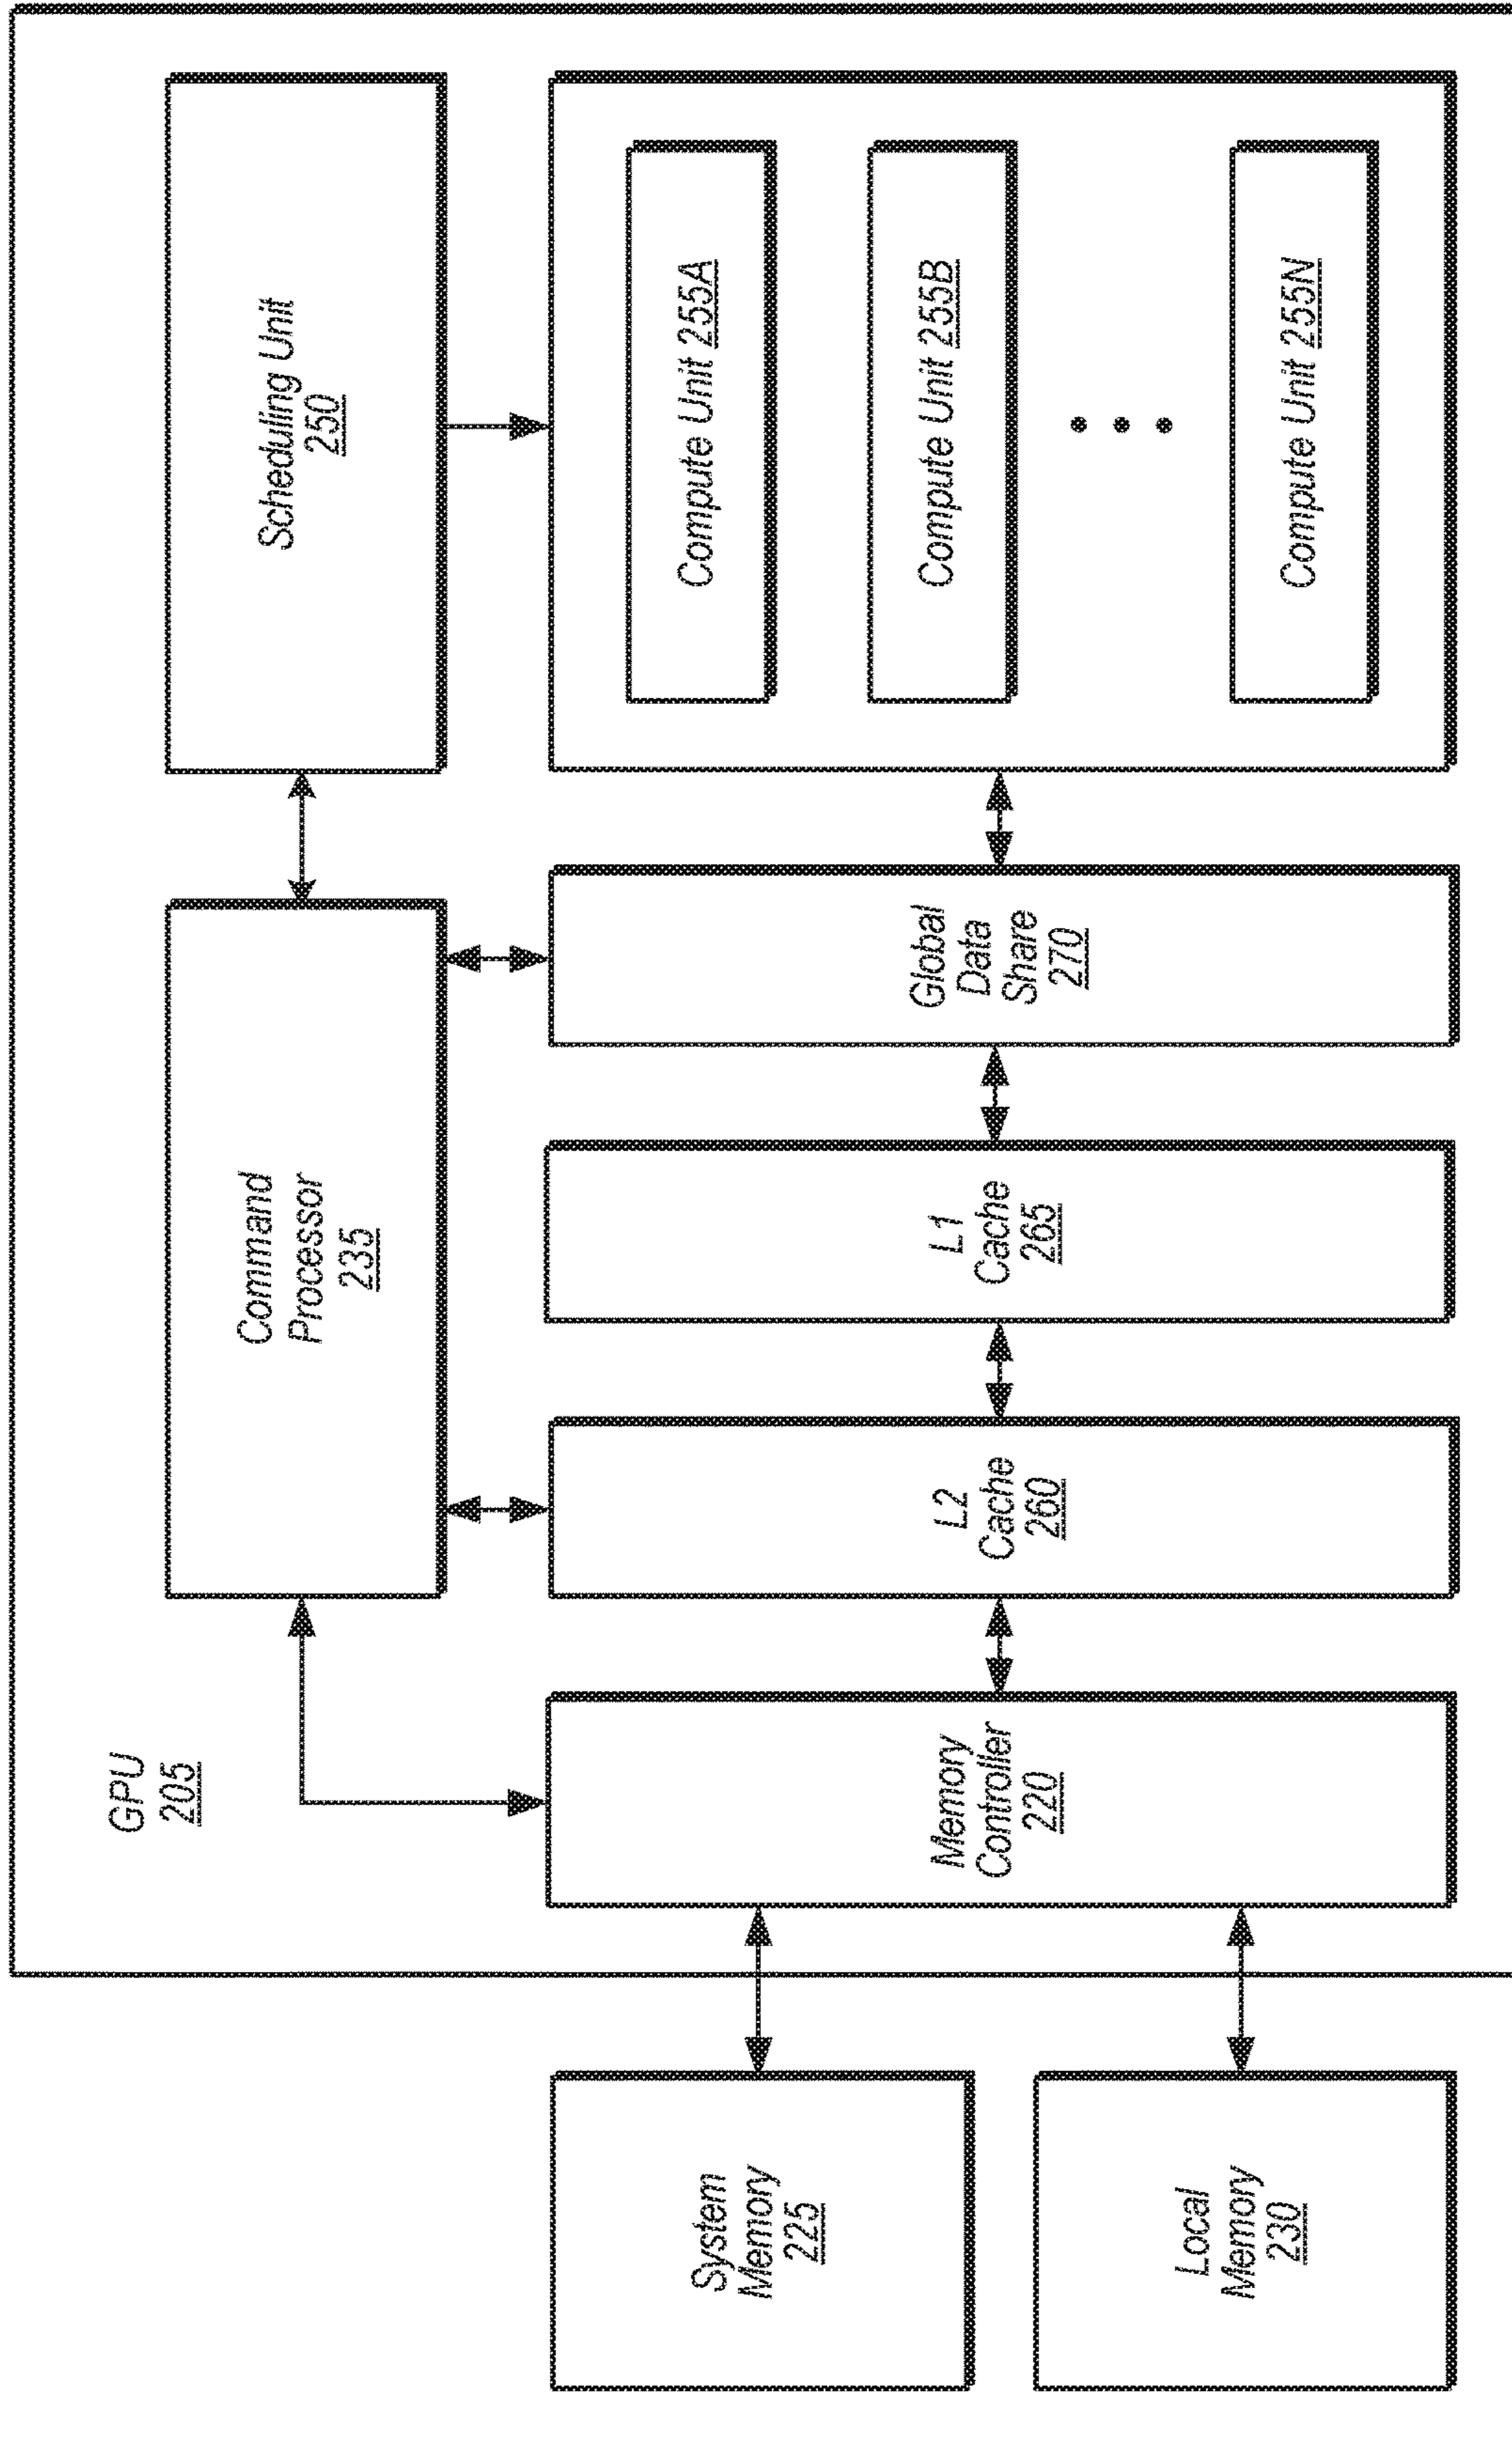 GPU
205
Command
Processor
235
Scheduling Unit
250
System
Memory
225
Local
Memory
230
Memory
Controller
220
L2
Cache
260
L1
Cache
265
Global
Data
Share
270
Compute Unit 255A
Compute Unit 255B
Compute Unit 255N